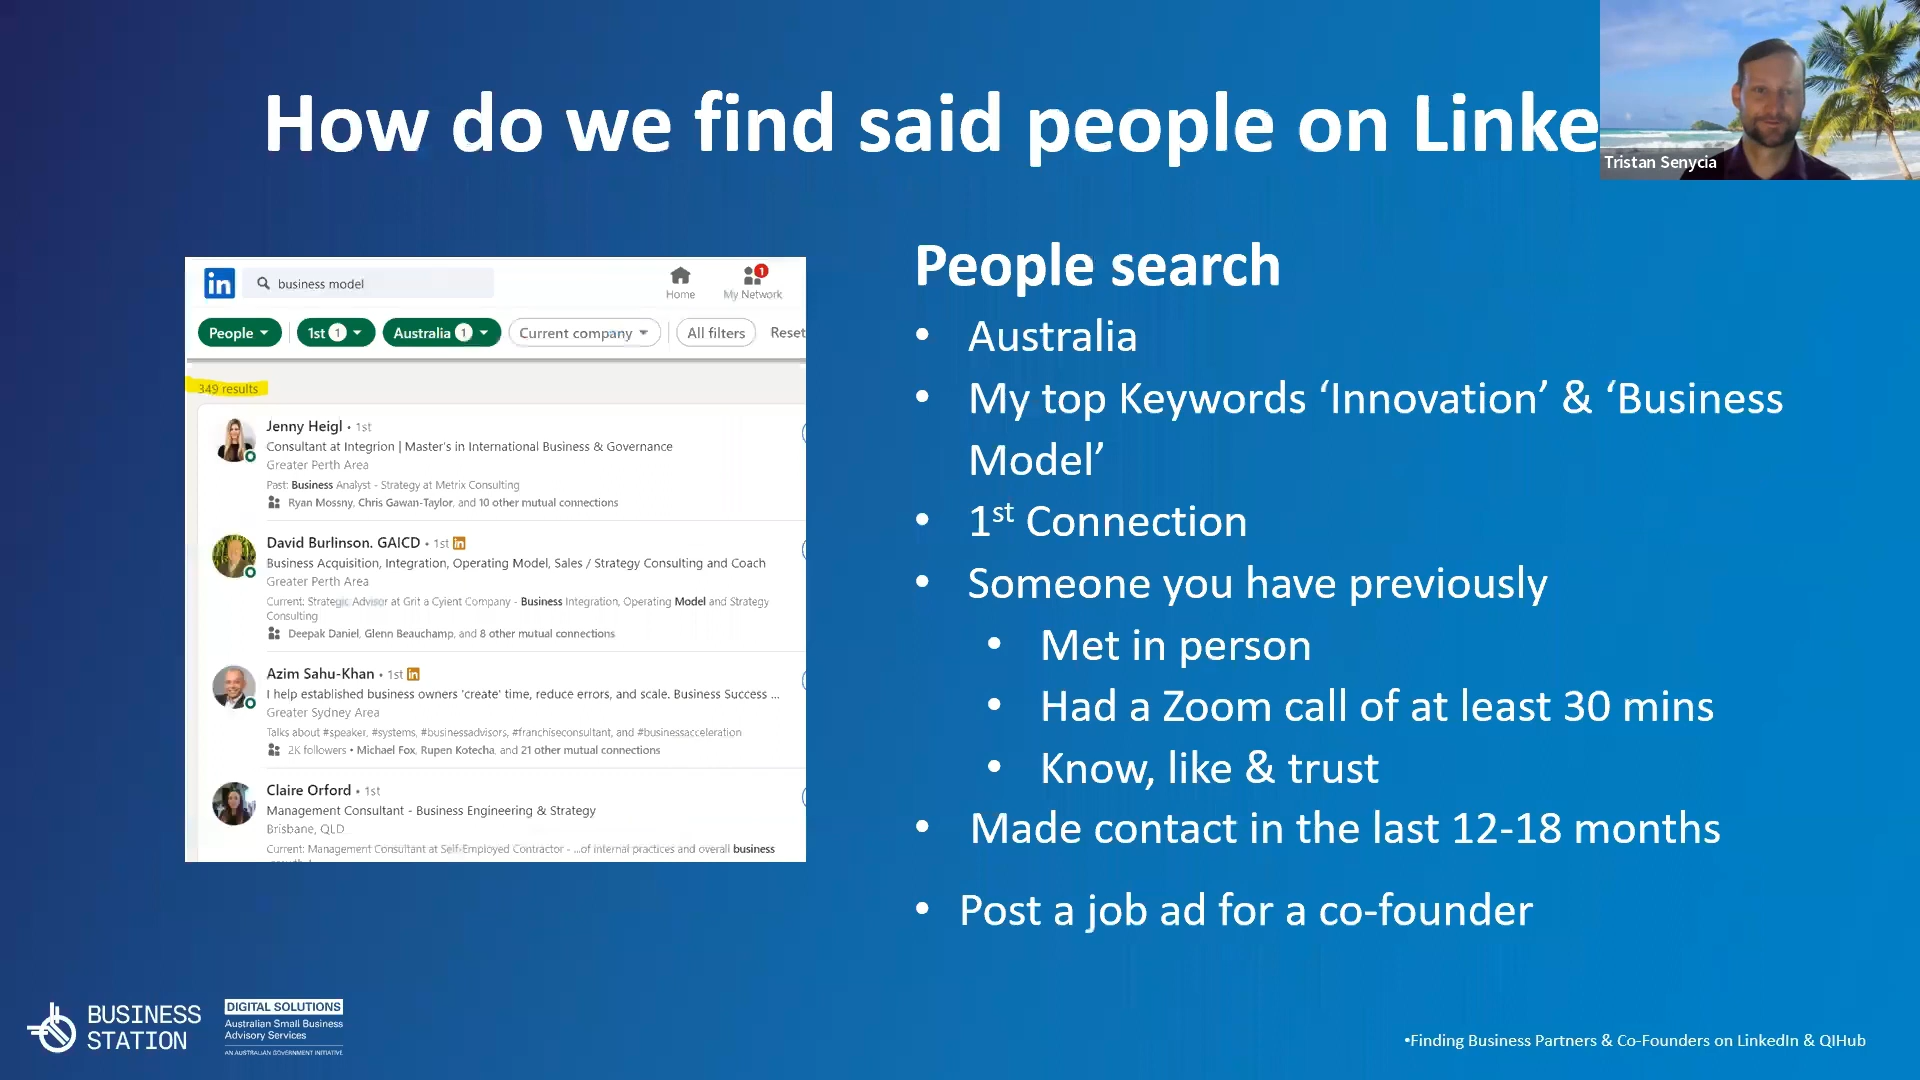 How do we find said people on Linke
Tristan Senycia
in
business model
Home
My Network
1
People
1st 1
Australia 1
Current company
All filters
Reset
349 results
Jenny Heigl • 1st
Consultant at Integrion | Master's in International Business & Governance
Greater Perth Area
Past: Business Analyst - Strategy at Metrix Consulting
Ryan Mossny, Chris Gawan-Taylor, and 10 other mutual connections
David Burlinson. GAICD • 1st in
Business Acquisition, Integration, Operating Model, Sales / Strategy Consulting and Coach
Greater Perth Area
Current: Strategic Advisor at Grit a Cyient Company - Business Integration, Operating Model and Strategy
Consulting
Deepak Daniel, Glenn Beauchamp, and 8 other mutual connections
Azim Sahu-Khan • 1st in
I help established business owners 'create' time, reduce errors, and scale. Business Success ...
Greater Sydney Area
Talks about #speaker, #systems, #businessadvisors, #franchiseconsultant, and #businessacceleration
2K followers • Michael Fox, Rupen Kotecha, and 21 other mutual connections
Claire Orford • 1st
Management Consultant - Business Engineering & Strategy
Brisbane, QLD
Current: Management Consultant at Self-Employed Contractor - ...of internal practices and overall business
People search
• Australia
• My top Keywords ‘Innovation’ & ‘Business
Model’
• 1st Connection
• Someone you have previously
• Met in person
• Had a Zoom call of at least 30 mins
• Know, like & trust
• Made contact in the last 12-18 months
• Post a job ad for a co-founder
BUSINESS
STATION
DIGITAL SOLUTIONS
Australian Small Business
Advisory Services
AN AUSTRALIAN GOVERNMENT INITIATIVE
•Finding Business Partners & Co-Founders on LinkedIn & QIHub